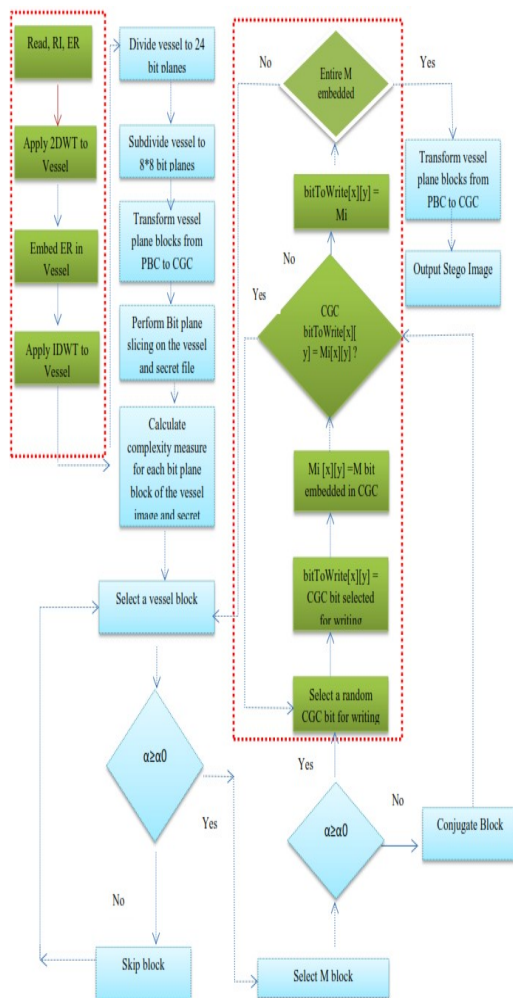 Read, RI, ER
Apply 2DWT to
Vessel
Embed ER in
Vessel
Apply IDWT to
Vessel
Divide vessel to 24
bit planes
Subdivide vessel to
8*8 bit planes
Transform vessel
plane blocks from
PBC to CGC
Perform Bit plane
slicing on the vessel
and secret file
Calculate
complexity measure
for each bit plane
block of the vessel
image and secret
Select a vessel block
α≥α0
Yes
No
Skip block
Select M block
α≥α0
Yes
No
Conjugate Block
Select a random
CGC bit for writing
bitToWrite[x][y] =
CGC bit selected
for writing
Mi [x][y] =M bit
embedded in CGC
CGC
bitToWrite[x][
y] = Mi[x][y] ?
Yes
No
bitToWrite[x][y] =
Mi
Entire M
embedded
No
Yes
Transform vessel
plane blocks from
PBC to CGC
Output Stego Image